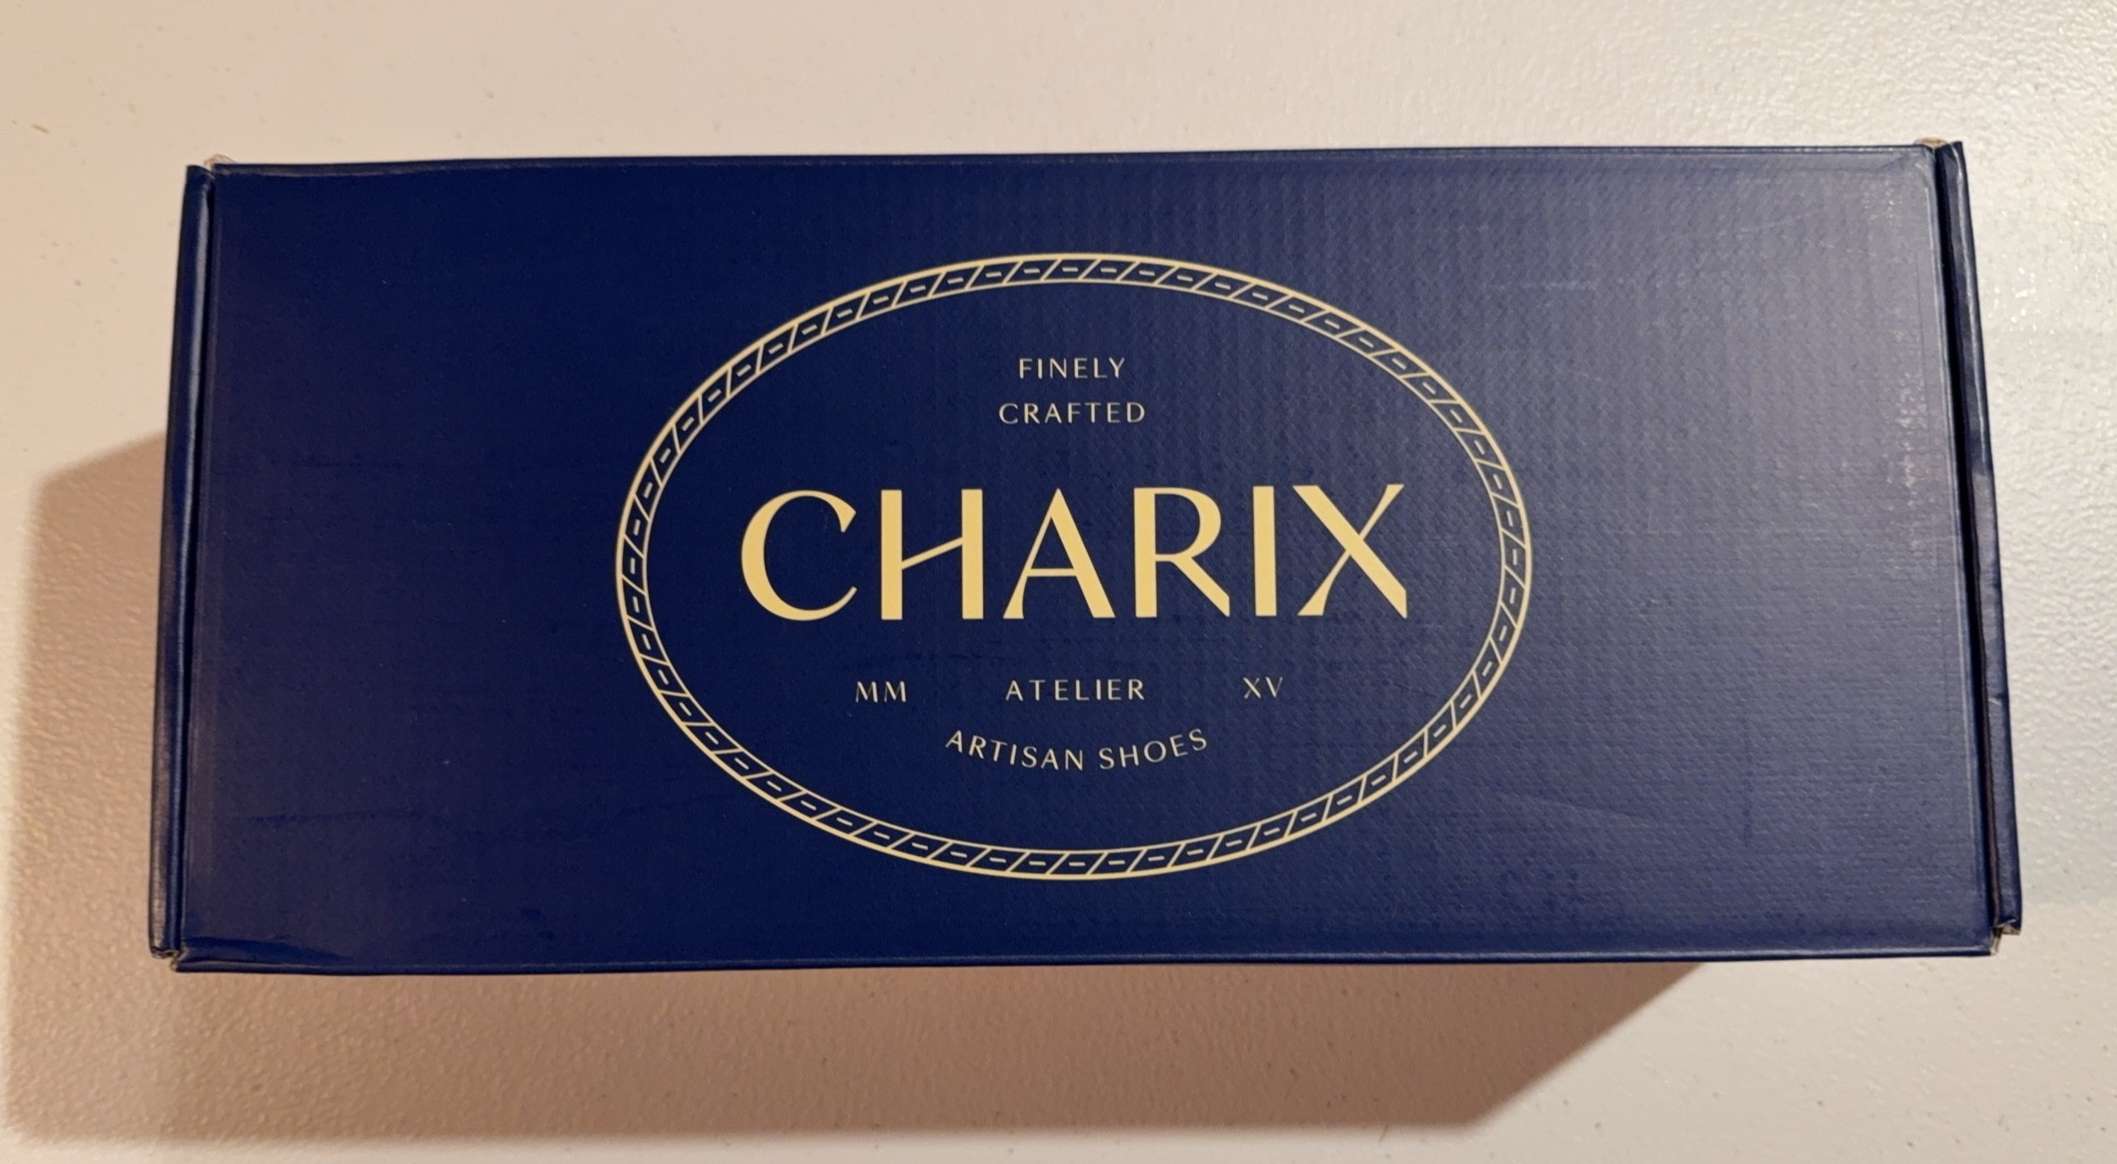 FINELY
CRAFTED
CHARIX
MM ATELIER XV
ARTISAN SHOES